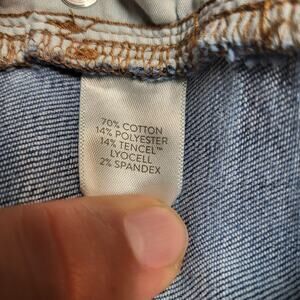 70% COTTON
14% POLYESTER
14% TENCEL™
LYOCELL
2% SPANDEX